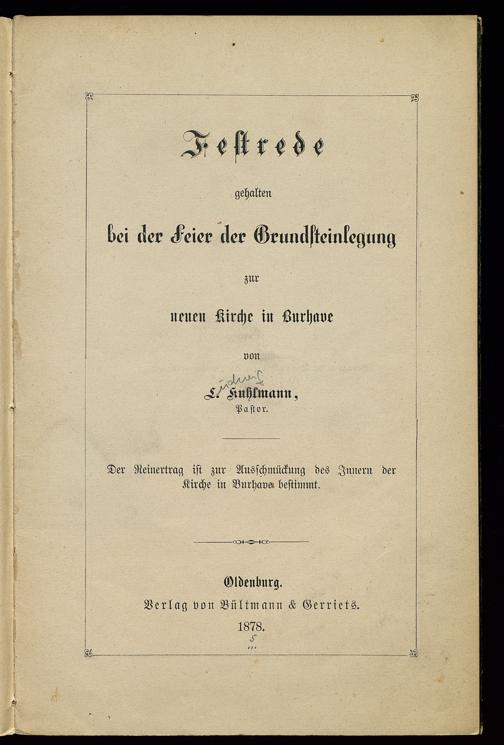 Festrede
gehalten
bei der Feier der Grundsteinlegung
zur
neuen Kirche in Burhave
von
L. Kuhlmann,
Pastor.
Der Reinertrag ist zur Ausschmückung des Innern der
Kirche in Burhave bestimmt.
Oldenburg.
Verlag von Bültmann & Gerriets.
1878.
5